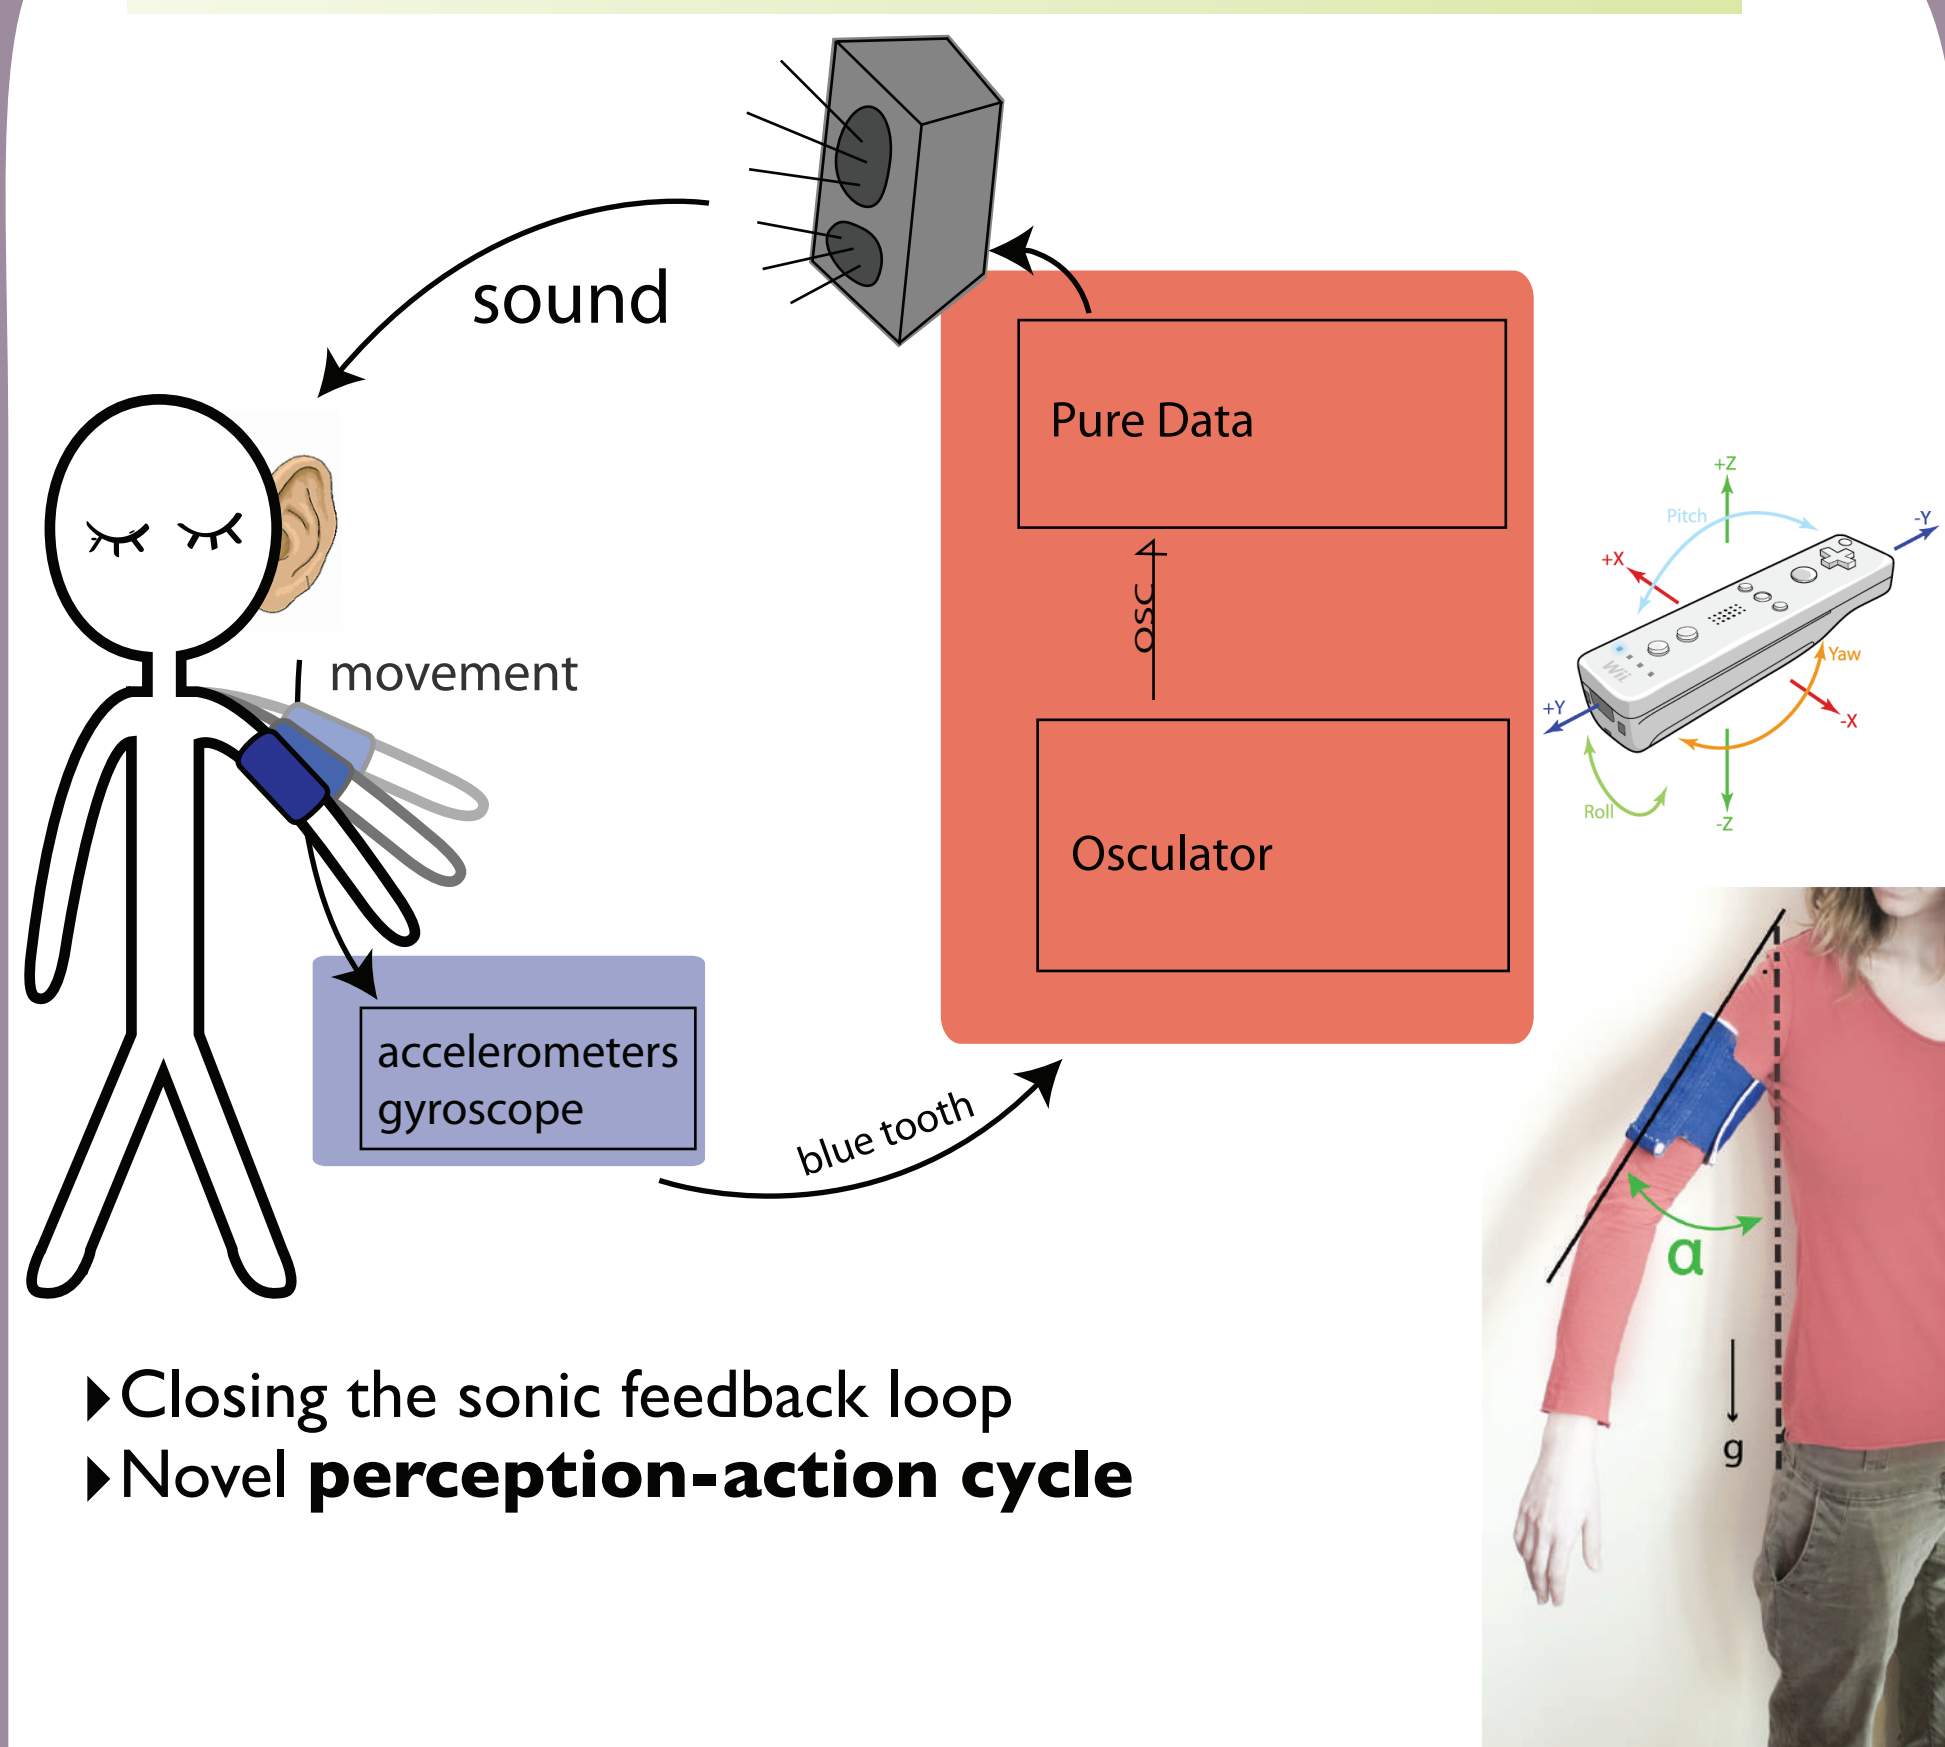 sound
Pure Data
osc
Osculator
movement
accelerometers
gyroscope
blue tooth
+Z
Pitch
-Y
+X
Wii
Yaw
+Y
-X
Roll
-Z
α
g
▸Closing the sonic feedback loop
▸Novel perception-action cycle